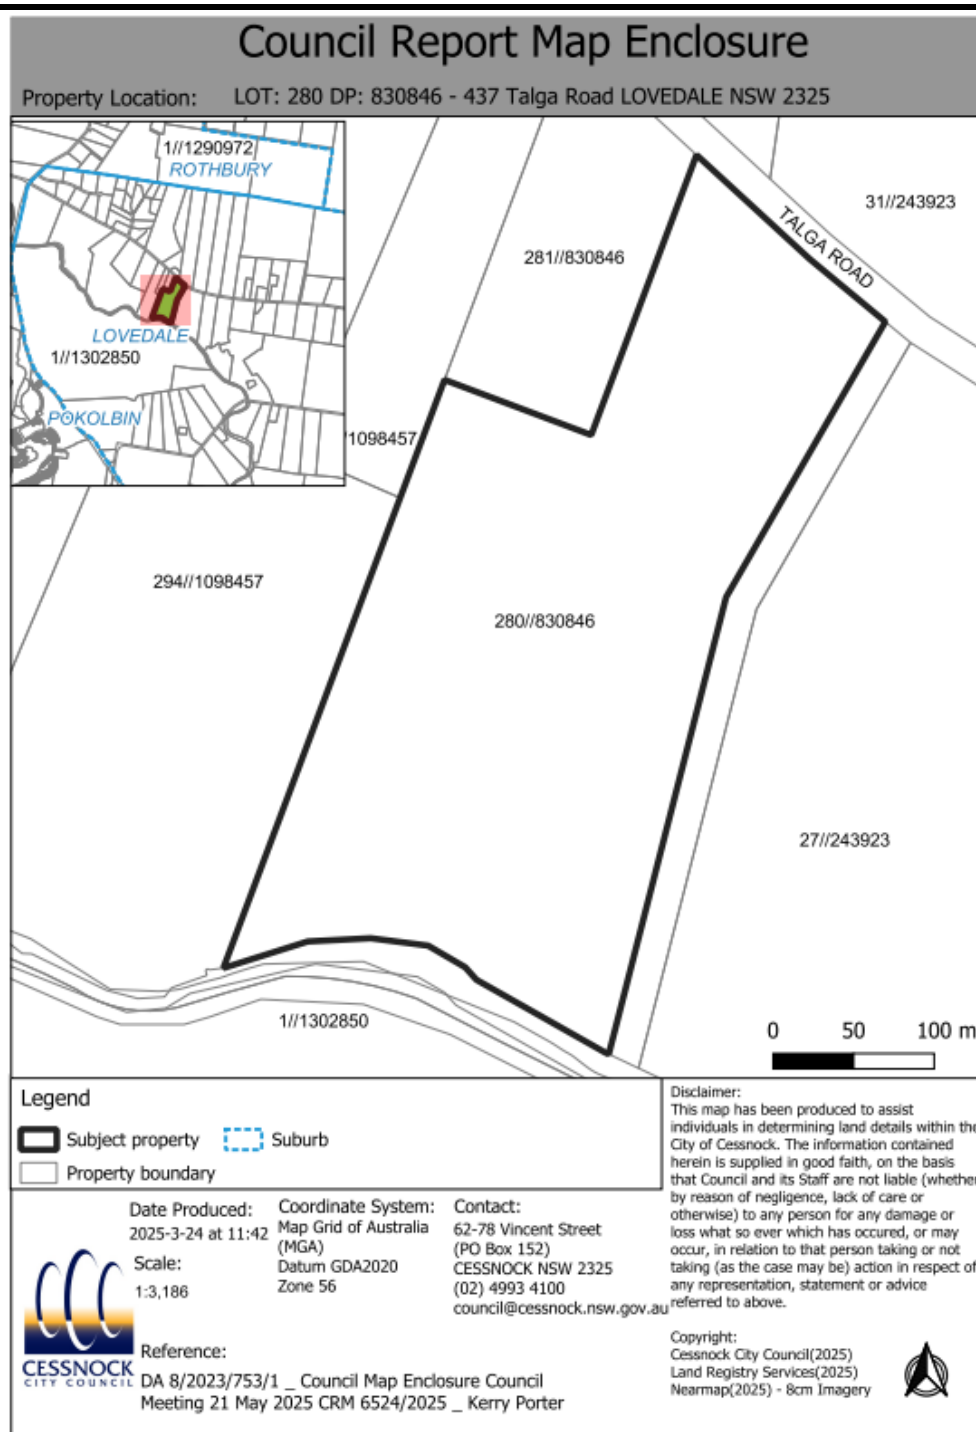 Council Report Map Enclosure
Property Location: LOT: 280 DP: 830846 - 437 Talga Road LOVEDALE NSW 2325
1//1290972
ROTHBURY
LOVEDALE
1//1302850
POKOLBIN
281//830846
TALGA ROAD
31//243923
/1098457
294//1098457
280//830846
27//243923
1//1302850
0 50 100 m
Legend
Subject property
Suburb
Property boundary
Date Produced:
2025-3-24 at 11:42
Scale:
1:3,186
Coordinate System:
Map Grid of Australia
(MGA)
Datum GDA2020
Zone 56
Contact:
62-78 Vincent Street
(PO Box 152)
CESSNOCK NSW 2325
(02) 4993 4100
council@cessnock.nsw.gov.au
CESSNOCK
CITY COUNCIL
Reference:
DA 8/2023/753/1 _ Council Map Enclosure Council
Meeting 21 May 2025 CRM 6524/2025 _ Kerry Porter
Disclaimer:
This map has been produced to assist
individuals in determining land details within the
City of Cessnock. The information contained
herein is supplied in good faith, on the basis
that Council and its Staff are not liable (whether
by reason of negligence, lack of care or
otherwise) to any person for any damage or
loss what so ever which has occured, or may
occur, in relation to that person taking or not
taking (as the case may be) action in respect of
any representation, statement or advice
referred to above.
Copyright:
Cessnock City Council(2025)
Land Registry Services(2025)
Nearmap(2025) - 8cm Imagery